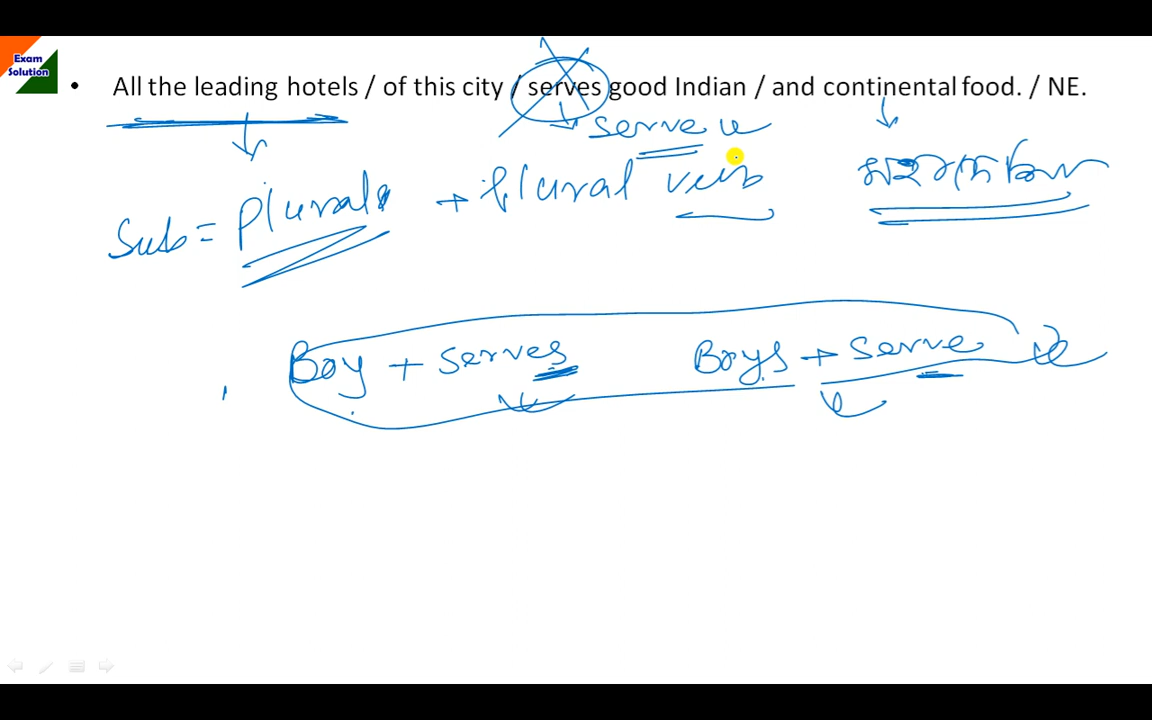 Exam
Solution
• All the leading hotels / of this city / serves good Indian / and continental food. / NE.
serve
Sub = Plural + Plural verb
Boy + serves Boys + serve